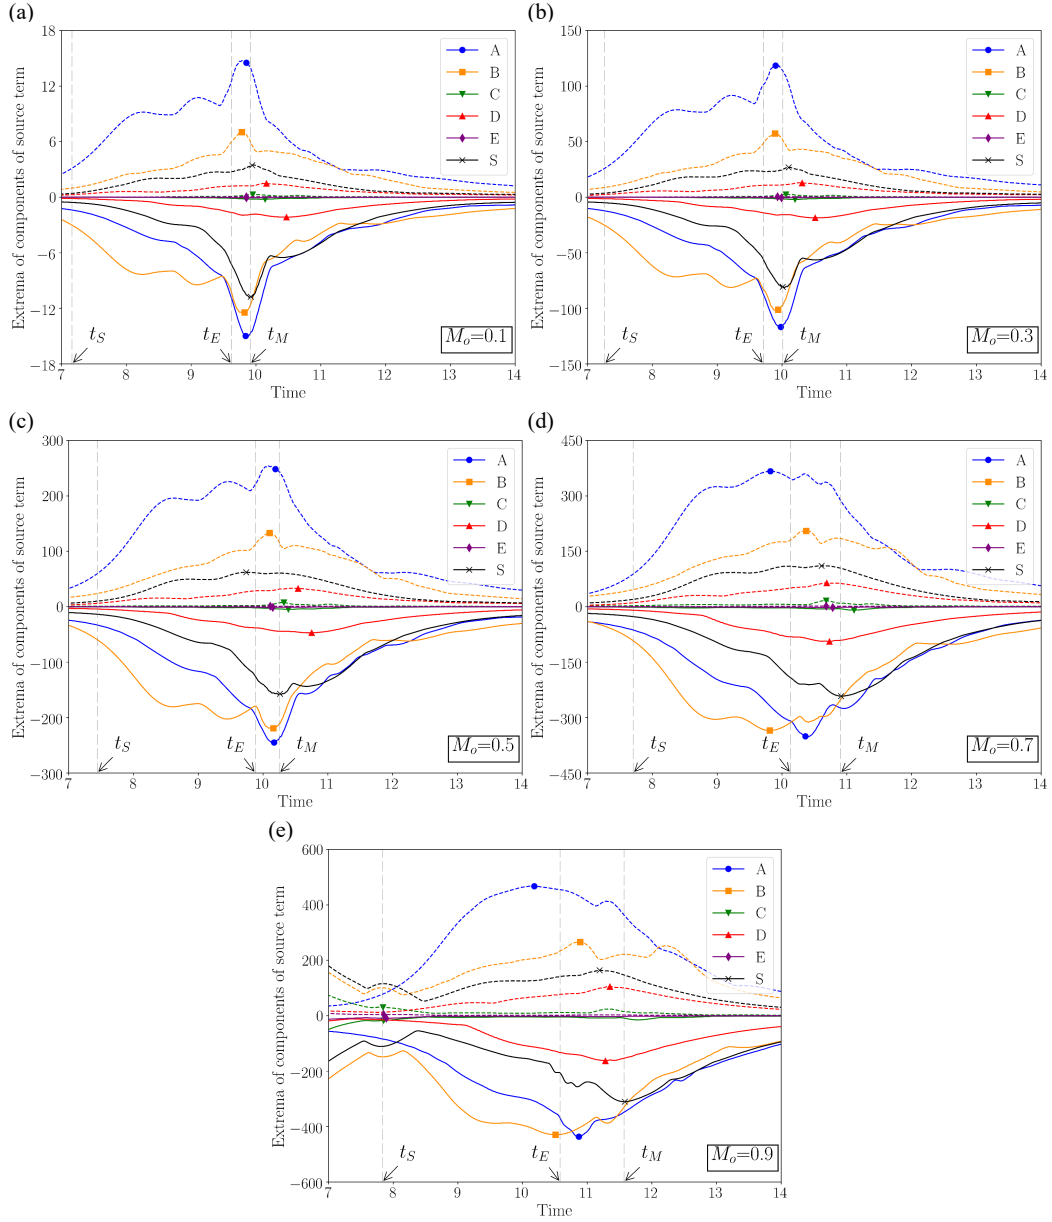 (a)
18
12
6
0
−6
−12
−18
Extrema of components of source term
A
B
C
D
E
S
t_S
t_E
t_M
M_o=0.1
7 8 9 10 11 12 13 14
Time
(b)
150
100
50
0
−50
−100
−150
Extrema of components of source term
A
B
C
D
E
S
t_S
t_E
t_M
M_o=0.3
7 8 9 10 11 12 13 14
Time
(c)
300
200
100
0
−100
−200
−300
Extrema of components of source term
A
B
C
D
E
S
t_S
t_E
t_M
M_o=0.5
7 8 9 10 11 12 13 14
Time
(d)
450
300
150
0
−150
−300
−450
Extrema of components of source term
A
B
C
D
E
S
t_S
t_E
t_M
M_o=0.7
7 8 9 10 11 12 13 14
Time
(e)
600
400
200
0
−200
−400
−600
Extrema of components of source term
A
B
C
D
E
S
t_S
t_E
t_M
M_o=0.9
7 8 9 10 11 12 13 14
Time